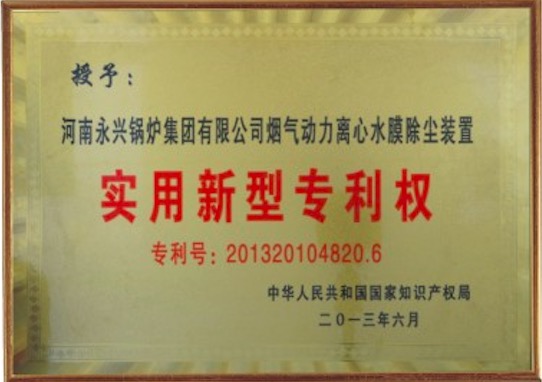 授予：
河南永兴锅炉集团有限公司烟气动力离心水膜除尘装置
实用新型专利权
专利号：201320104820.6
中华人民共和国国家知识产权局
二〇一三年六月